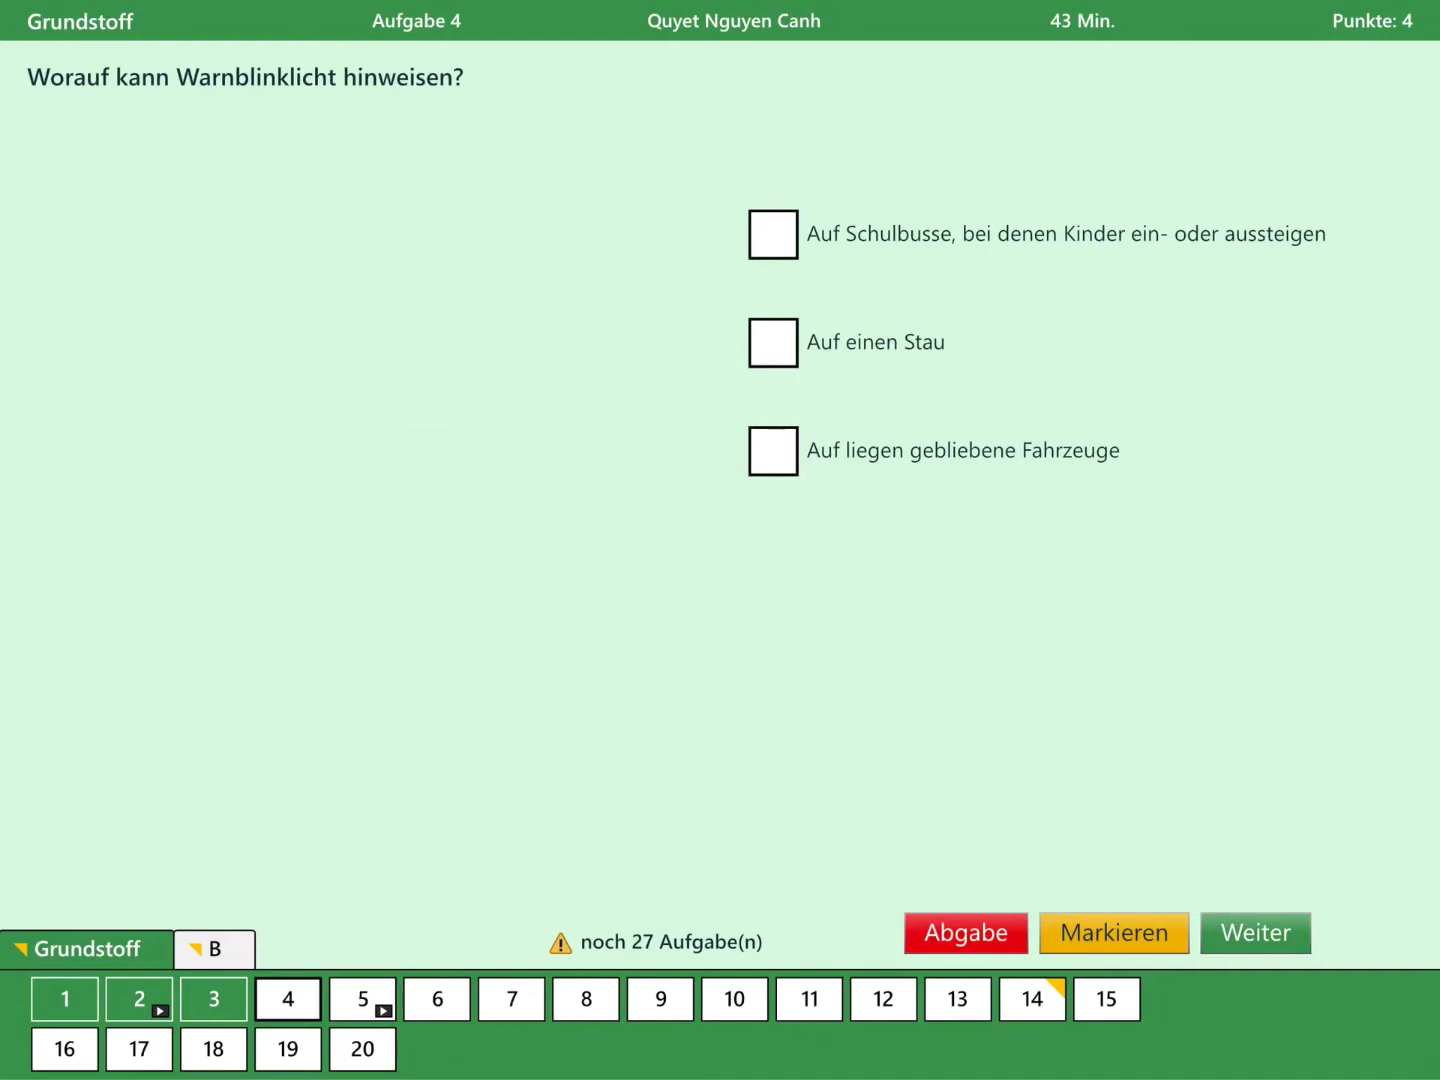 Grundstoff Aufgabe 4 Quyet Nguyen Canh 43 Min. Punkte: 4
Worauf kann Warnblinklicht hinweisen?
Auf Schulbusse, bei denen Kinder ein- oder aussteigen
Auf einen Stau
Auf liegen gebliebene Fahrzeuge
Grundstoff B noch 27 Aufgabe(n) Abgabe Markieren Weiter
1 2 3 4 5 6 7 8 9 10 11 12 13 14 15
16 17 18 19 20